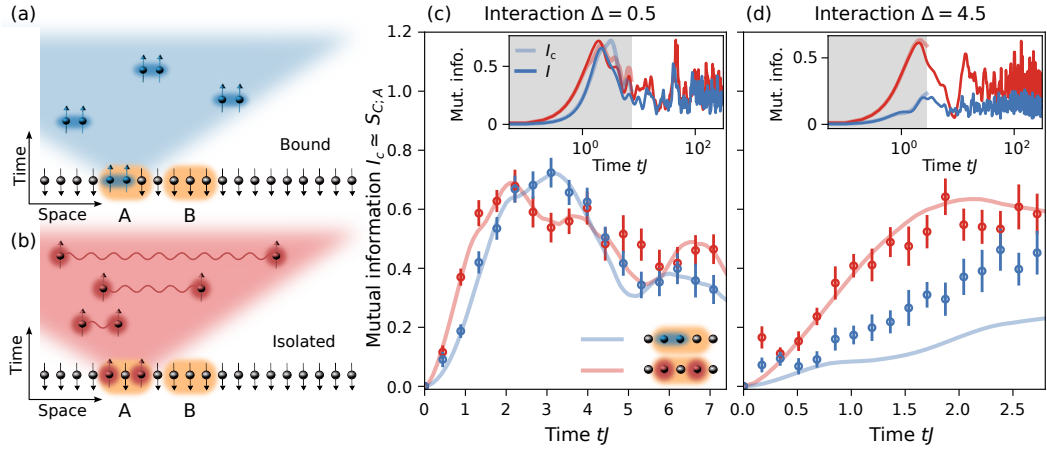 (a)
Time
Bound
Space
A
B
(b)
Time
Isolated
Space
A
B
(c)
Interaction Δ = 0.5
Mutual information I_c ≃ S_{C;A}
1.2
1.0
0.8
0.6
0.4
0.2
0.0
0
1
2
3
4
5
6
7
Time tJ
Mut. info.
0.5
0
I_c
I
10^0
10^2
Time tJ
(d)
Interaction Δ = 4.5
Mut. info.
0.5
0
10^0
10^2
Time tJ
0.0
0.5
1.0
1.5
2.0
2.5
Time tJ